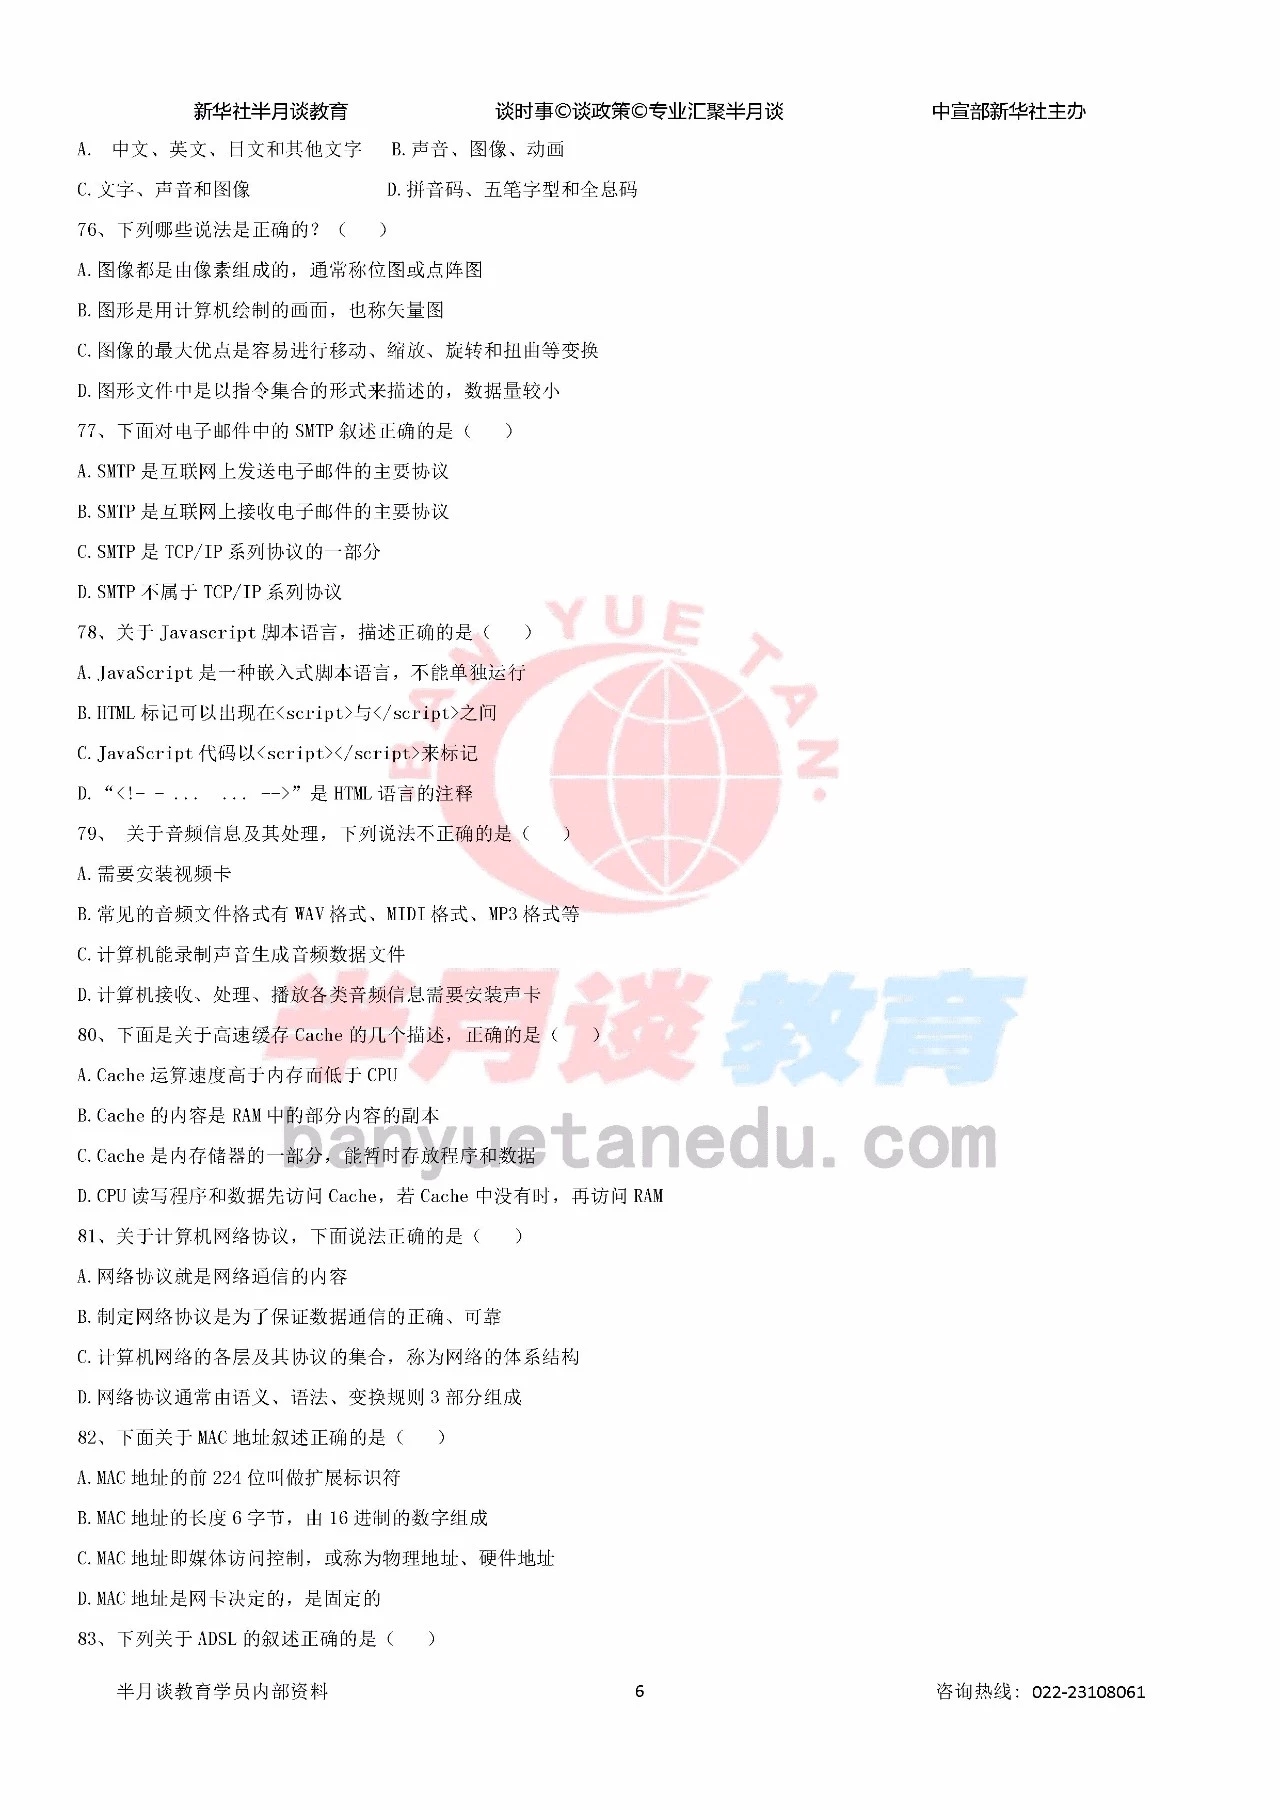 新华社半月谈教育 谈时事©谈政策©专业汇聚半月谈 中宣部新华社主办
A. 中文、英文、日文和其他文字 B.声音、图像、动画
C.文字、声音和图像 D.拼音码、五笔字型和全息码
76、下列哪些说法是正确的？（ ）
A.图像都是由像素组成的，通常称位图或点阵图
B.图形是用计算机绘制的画面，也称矢量图
C.图像的最大优点是容易进行移动、缩放、旋转和扭曲等变换
D.图形文件中是以指令集合的形式来描述的，数据量较小
77、下面对电子邮件中的 SMTP 叙述正确的是（ ）
A.SMTP 是互联网上发送电子邮件的主要协议
B.SMTP 是互联网上接收电子邮件的主要协议
C.SMTP 是 TCP/IP 系列协议的一部分
D.SMTP 不属于 TCP/IP 系列协议
78、关于 Javascript 脚本语言，描述正确的是（ ）
A.JavaScript 是一种嵌入式脚本语言，不能单独运行
B.HTML 标记可以出现在<script>与</script>之间
C.JavaScript 代码以<script></script>来标记
D.“<!- - ... ... -->”是 HTML 语言的注释
79、 关于音频信息及其处理，下列说法不正确的是（ ）
A.需要安装视频卡
B.常见的音频文件格式有 WAV 格式、MIDI 格式、MP3 格式等
C.计算机能录制声音生成音频数据文件
D.计算机接收、处理、播放各类音频信息需要安装声卡
80、下面是关于高速缓存 Cache 的几个描述，正确的是（ ）
A.Cache 运算速度高于内存而低于 CPU
B.Cache 的内容是 RAM 中的部分内容的副本
C.Cache 是内存储器的一部分，能暂时存放程序和数据
D.CPU 读写程序和数据先访问 Cache，若 Cache 中没有时，再访问 RAM
81、关于计算机网络协议，下面说法正确的是（ ）
A.网络协议就是网络通信的内容
B.制定网络协议是为了保证数据通信的正确、可靠
C.计算机网络的各层及其协议的集合，称为网络的体系结构
D.网络协议通常由语义、语法、变换规则 3 部分组成
82、下面关于 MAC 地址叙述正确的是（ ）
A.MAC 地址的前 224 位叫做扩展标识符
B.MAC 地址的长度 6 字节，由 16 进制的数字组成
C.MAC 地址即媒体访问控制，或称为物理地址、硬件地址
D.MAC 地址是网卡决定的，是固定的
83、下列关于 ADSL 的叙述正确的是（ ）
BAN YUE TAN
半月谈教育
banyuetanedu.com
半月谈教育学员内部资料 6 咨询热线：022-23108061